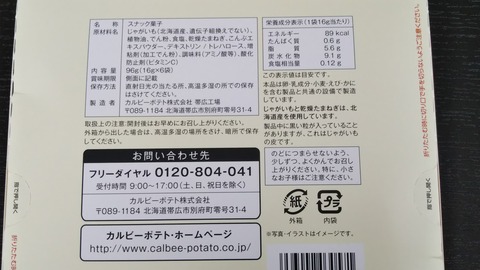 名称 スナック菓子
原材料名 じゃがいも(北海道産、遺伝子組換えでない)、
植物油、でん粉、食塩、乾燥たまねぎ、こんぶエ
キスパウダー、デキストリン/トレハロース、増
粘剤(加工でん粉)、調味料(アミノ酸等)、酸
化防止剤(ビタミンC)
内容量 96g(16g×6袋)
賞味期限 側面に記載
保存方法 直射日光の当たる所、高温多湿の所での保存
はさけてください。
製造者 カルビーポテト株式会社 帯広工場
〒089-1184 北海道帯広市別府町零号31-4
取扱上の注意:開封後はお早めにお召し上がりください。
外箱から出した場合は、高温多湿の場所をさけ、暗所で保存し
てください。
お問い合わせ先
フリーダイヤル 0120-804-041
受付時間 9:00〜17:00(土、日、祝日を除く)
カルビーポテト株式会社
〒089-1184 北海道帯広市別府町零号31-4
カルビーポテト・ホームページ
http://www.calbee-potato.co.jp/
栄養成分表示(1袋16g当たり)
エネルギー 89 kcal
たんぱく質 0.6 g
脂質 5.6 g
炭水化物 9.1 g
食塩相当量 0.12 g
この表示値は目安です。
本品は卵・乳成分・小麦・えび・かに
を含む製品と共通の設備で製造し
ています。
じゃがいもと乾燥たまねぎは、北
海道産を使用しています。
製品中に黒い粒が入っていること
がありますが、これはじゃがいも
の皮です。
のどにつまらせないよう、
少しずつ、よくかんでお召
し上がりください。特に、小
さなお子様はご注意ください。
紙
外箱
プラ
内袋
※写真・イラストはイメージです。